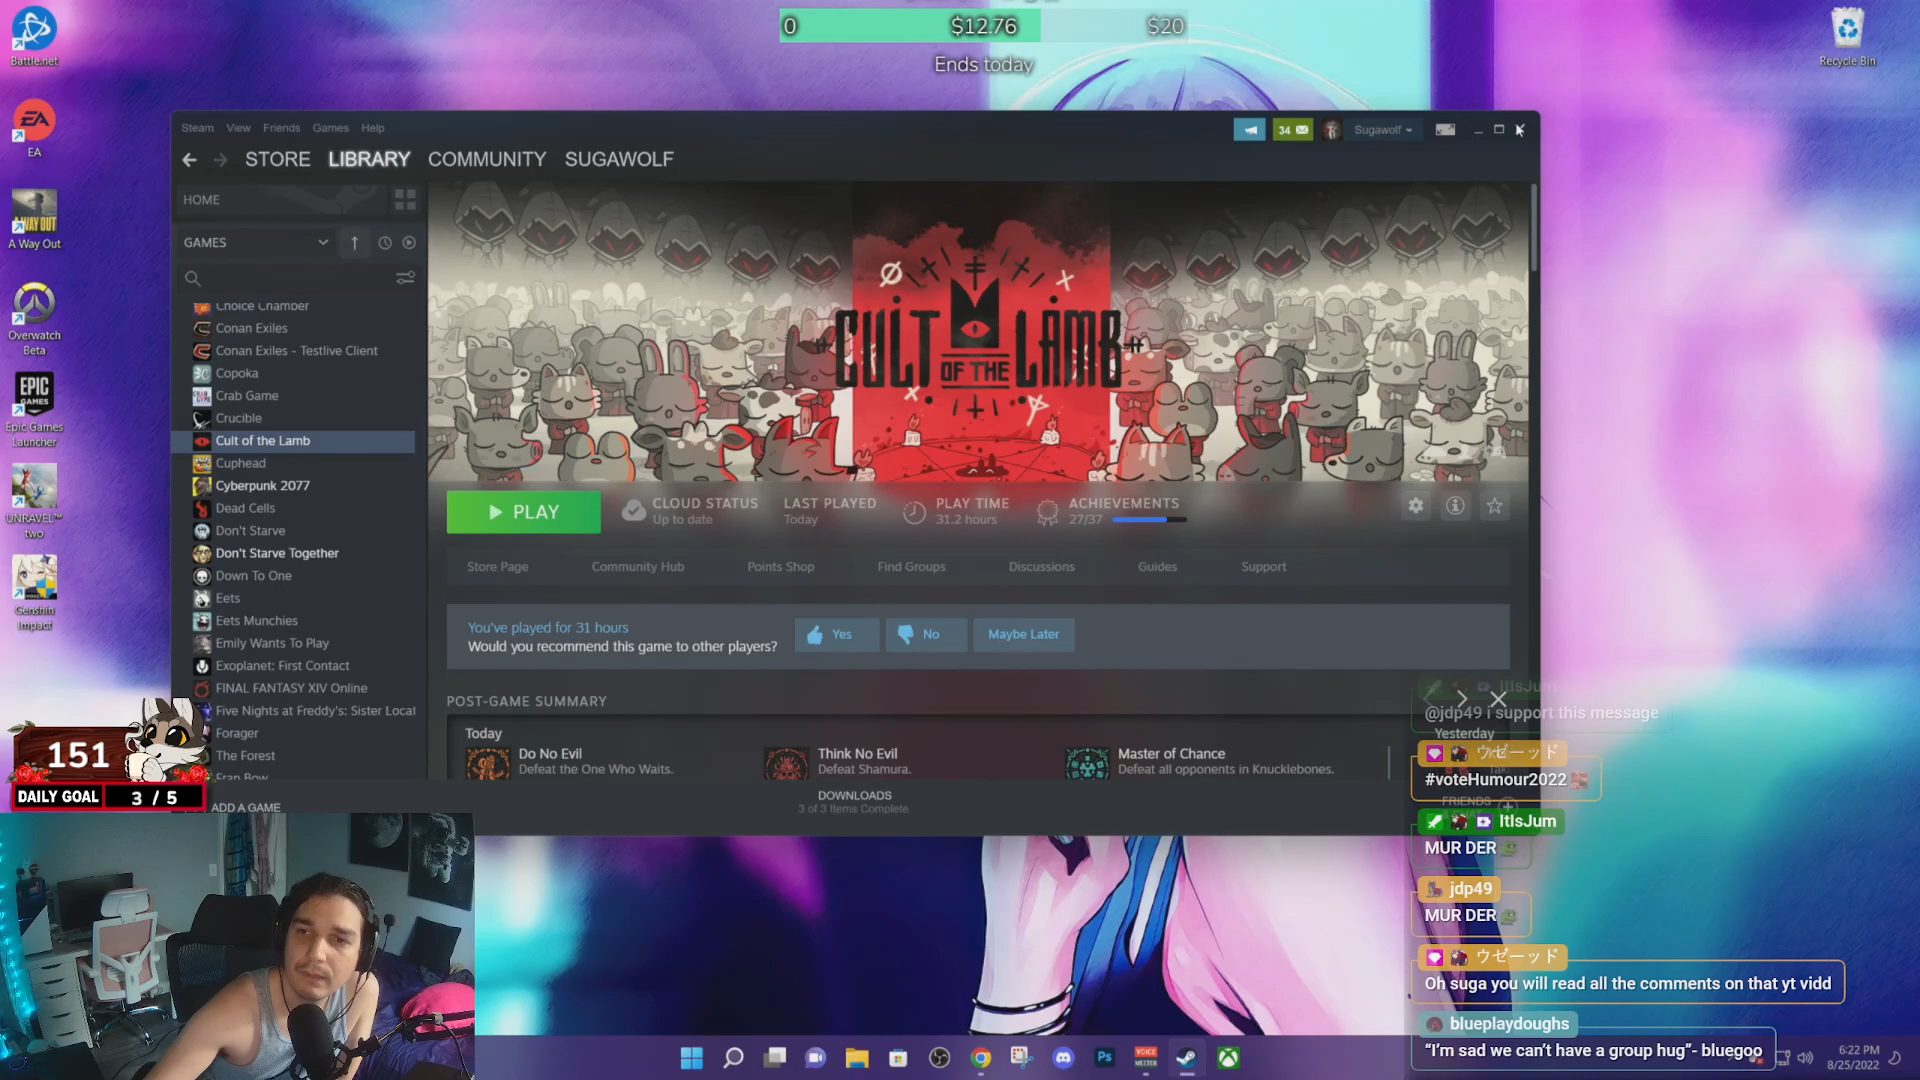 0
$12.76
$20
Ends today
Battle.net
EA
A WAY OUT
A Way Out
Overwatch
Beta
EPIC
GAMES
Epic Games
Launcher
UNRAVEL™
two
Genshin
Impact
Recycle Bin
Steam
View
Friends
Games
Help
34
Sugawolf
STORE
LIBRARY
COMMUNITY
SUGAWOLF
HOME
GAMES
Choice Chamber
Conan Exiles
Conan Exiles - Testlive Client
Copoka
Crab Game
Crucible
Cult of the Lamb
Cuphead
Cyberpunk 2077
Dead Cells
Don't Starve
Don't Starve Together
Down To One
Eets
Eets Munchies
Emily Wants To Play
Exoplanet: First Contact
FINAL FANTASY XIV Online
Five Nights at Freddy's: Sister Locat
Forager
The Forest
Frap Bow
ADD A GAME
CULT OF THE LAMB
PLAY
CLOUD STATUS
Up to date
LAST PLAYED
Today
PLAY TIME
31.2 hours
ACHIEVEMENTS
27/37
Store Page
Community Hub
Points Shop
Find Groups
Discussions
Guides
Support
You've played for 31 hours
Would you recommend this game to other players?
Yes
No
Maybe Later
POST-GAME SUMMARY
Today
Do No Evil
Defeat the One Who Waits.
Think No Evil
Defeat Shamura.
Master of Chance
Defeat all opponents in Knucklebones.
Yesterday
DOWNLOADS
3 of 3 Items Complete
FRIENDS
151
DAILY GOAL
3 / 5
ItIsJum
@jdp49 i support this message
ウゼーッド
#voteHumour2022
ItIsJum
MUR DER
jdp49
MUR DER
ウゼーッド
Oh suga you will read all the comments on that yt vidd
blueplaydoughs
“I'm sad we can't have a group hug”- bluegoo
Ps
VOICE
MEETER
6:22 PM
8/25/2022